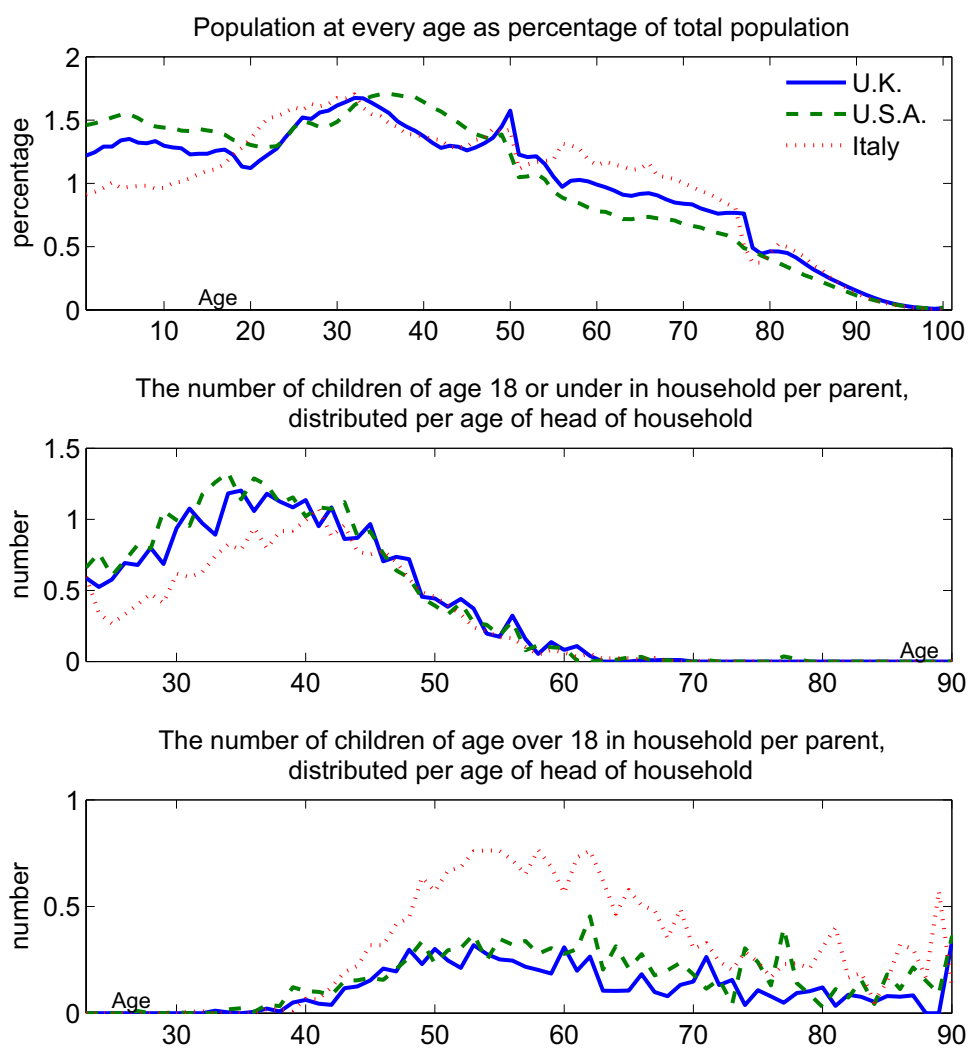 Population at every age as percentage of total population
2
1.5
1
0.5
0
percentage
U.K.
U.S.A.
Italy
Age
10 20 30 40 50 60 70 80 90 100
The number of children of age 18 or under in household per parent,
distributed per age of head of household
1.5
1
0.5
0
number
Age
30 40 50 60 70 80 90
The number of children of age over 18 in household per parent,
distributed per age of head of household
1
0.5
0
number
Age
30 40 50 60 70 80 90